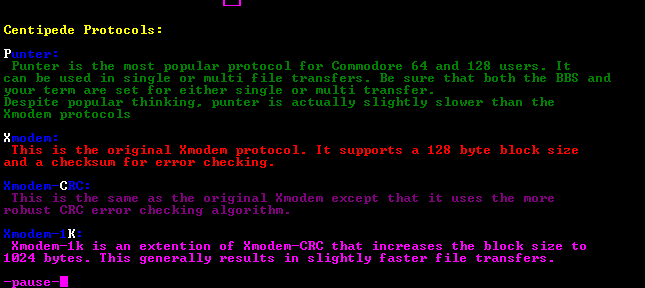 Centipede Protocols:
Punter:
Punter is the most popular protocol for Commodore 64 and 128 users. It
can be used in single or multi file transfers. Be sure that both the BBS and
your term are set for either single or multi transfer.
Despite popular thinking, punter is actually slightly slower than the
Xmodem protocols
Xmodem:
This is the original Xmodem protocol. It supports a 128 byte block size
and a checksum for error checking.
Xmodem-CRC:
This is the same as the original Xmodem except that it uses the more
robust CRC error checking algorithm.
Xmodem-1K:
Xmodem-1k is an extention of Xmodem-CRC that increases the block size to
1024 bytes. This generally results in slightly faster file transfers.
-pause-